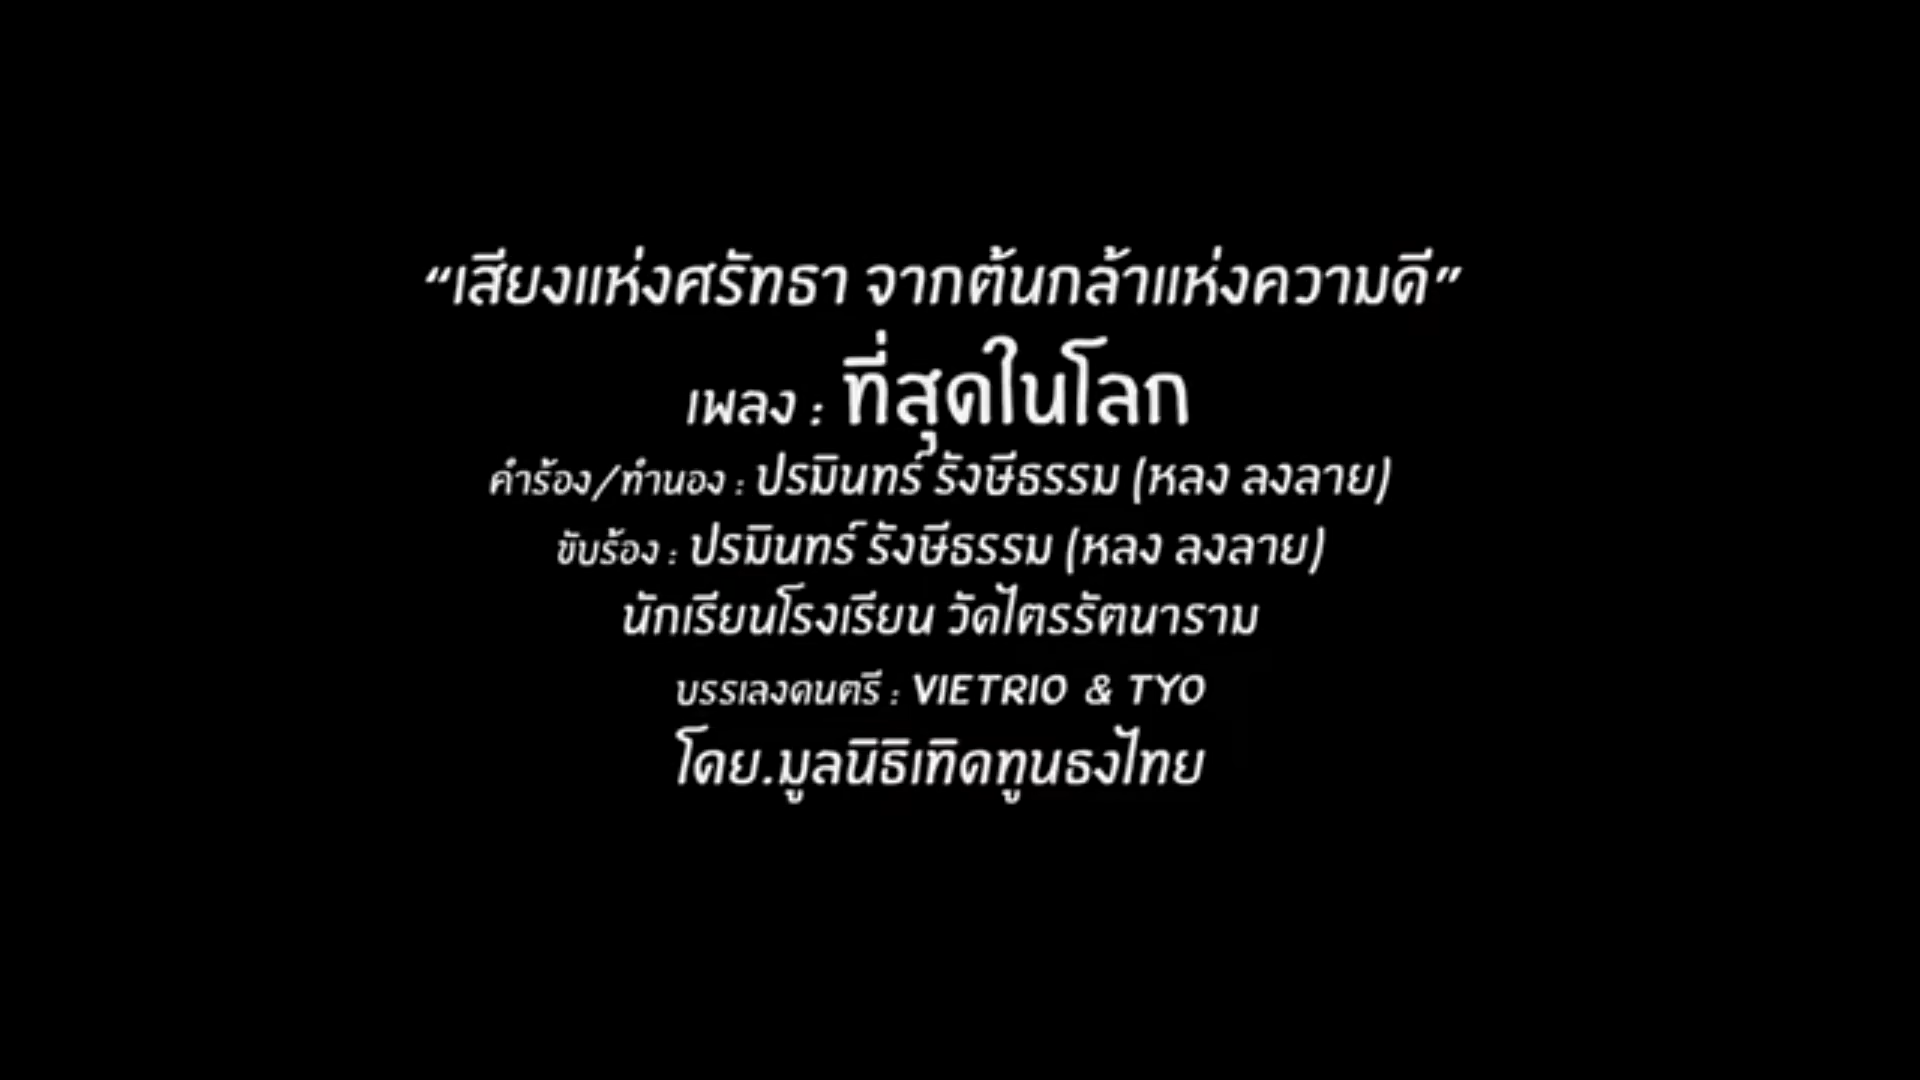 “เสียงแห่งศรัทธา จากต้นกล้าแห่งความดี”
เพลง : ที่สุดในโลก
คำร้อง/ทำนอง : ปรมินทร์ รังษีธรรม (หลง ลงลาย)
ขับร้อง : ปรมินทร์ รังษีธรรม (หลง ลงลาย)
นักเรียนโรงเรียน วัดไตรรัตนาราม
บรรเลงดนตรี : VIETRIO & TYO
โดย.มูลนิธิเทิดทูนธงไทย